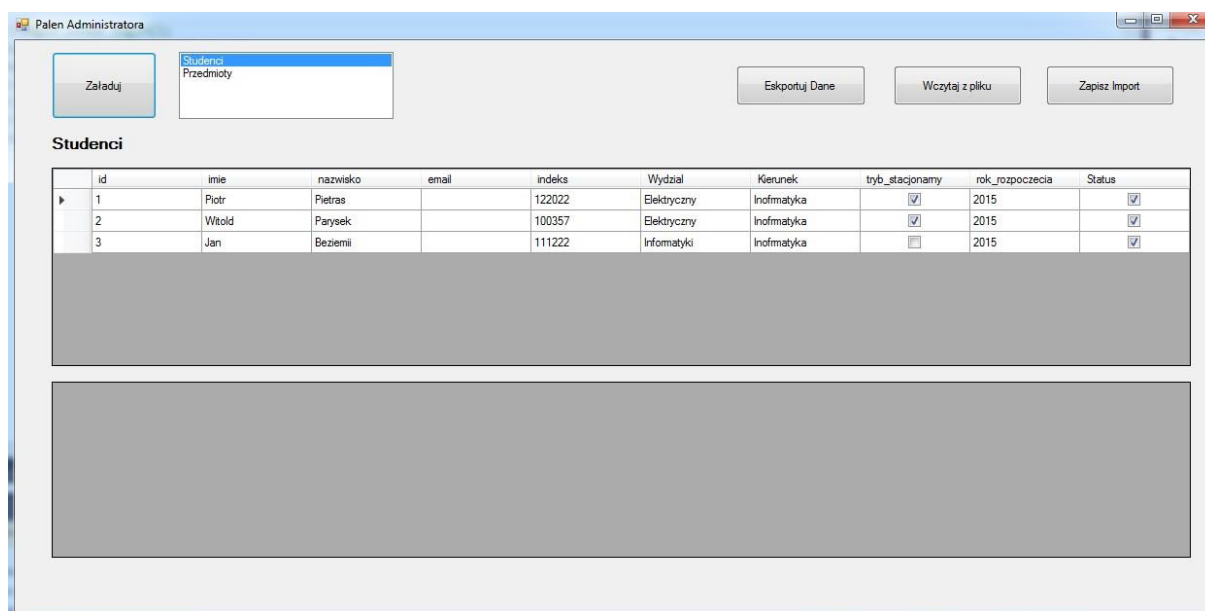 Palen Administratora
Załaduj
Studenci
Przedmioty
Eskportuj Dane
Wczytaj z pliku
Zapisz Import
Studenci
id imie nazwisko email indeks Wydzial Kierunek tryb_stacjonarny rok_rozpoczecia Status
1 Piotr Pietras 122022 Elektryczny Inofrmatyka 2015
2 Witold Parysek 100357 Elektryczny Inofrmatyka 2015
3 Jan Beziemii 111222 Informatyki Inofrmatyka 2015